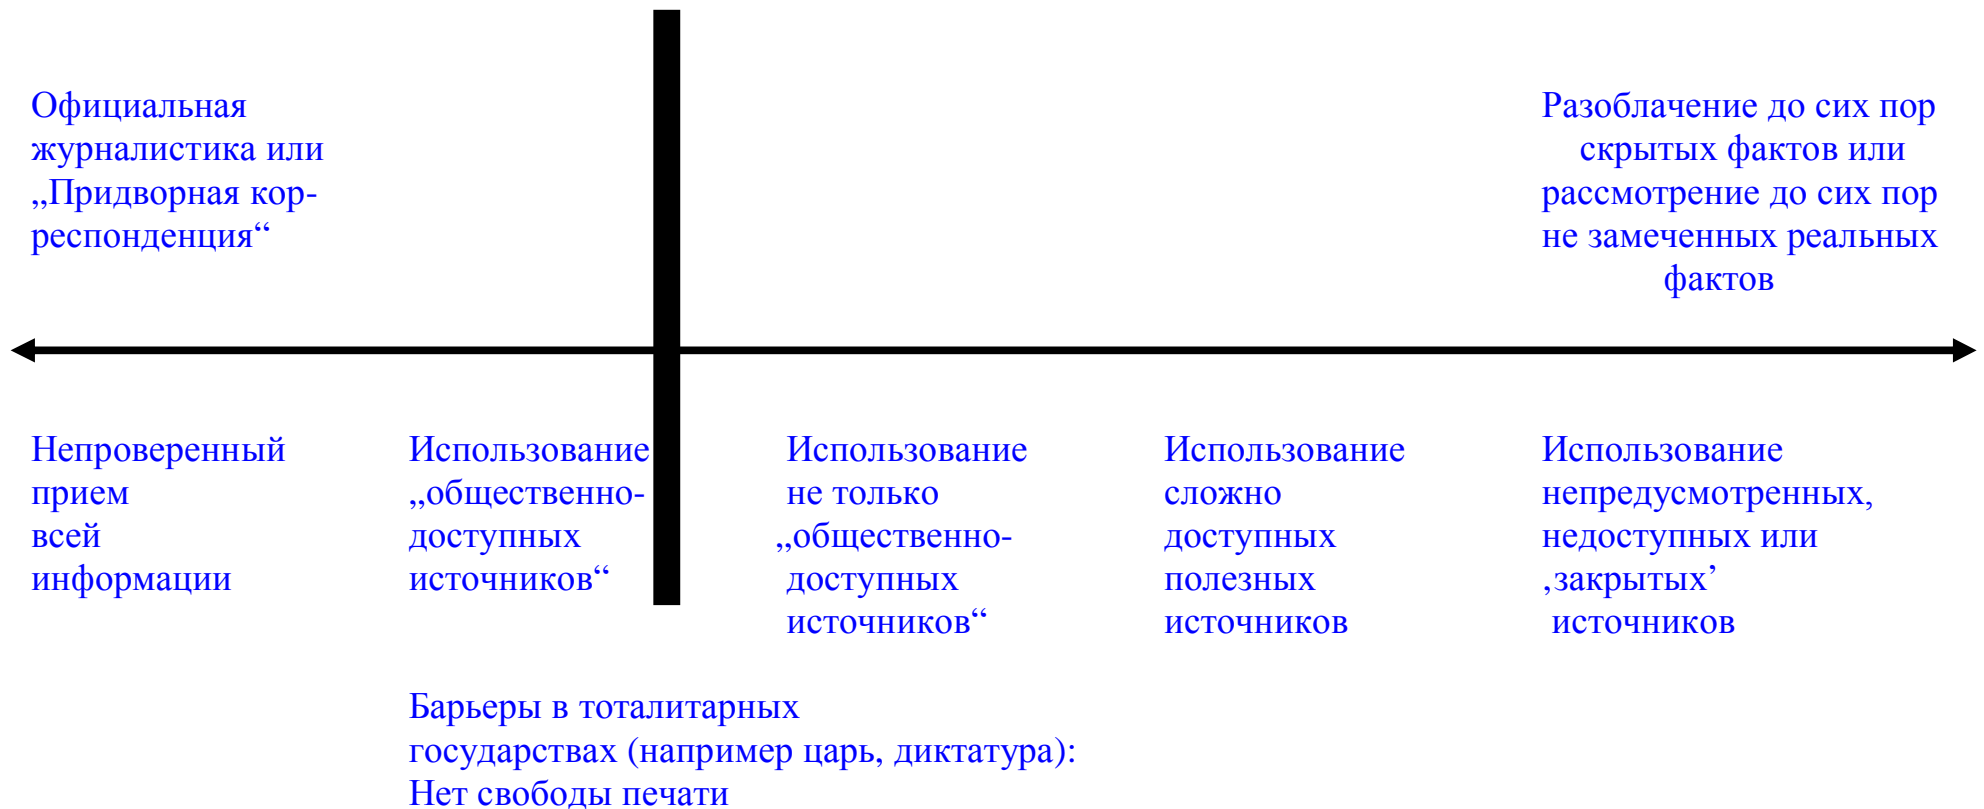 Официальная
журналистика или
„Придворная кор-
респонденция“
Разоблачение до сих пор
скрытых фактов или
рассмотрение до сих пор
не замеченных реальных
фактов
Непроверенный
прием
всей
информации
Использование
„общественно-
доступных
источников“
Использование
не только
„общественно-
доступных
источников“
Использование
сложно
доступных
полезных
источников
Использование
непредусмотренных,
недоступных или
‚закрытых’
источников
Барьеры в тоталитарных
государствах (например царь, диктатура):
Нет свободы печати